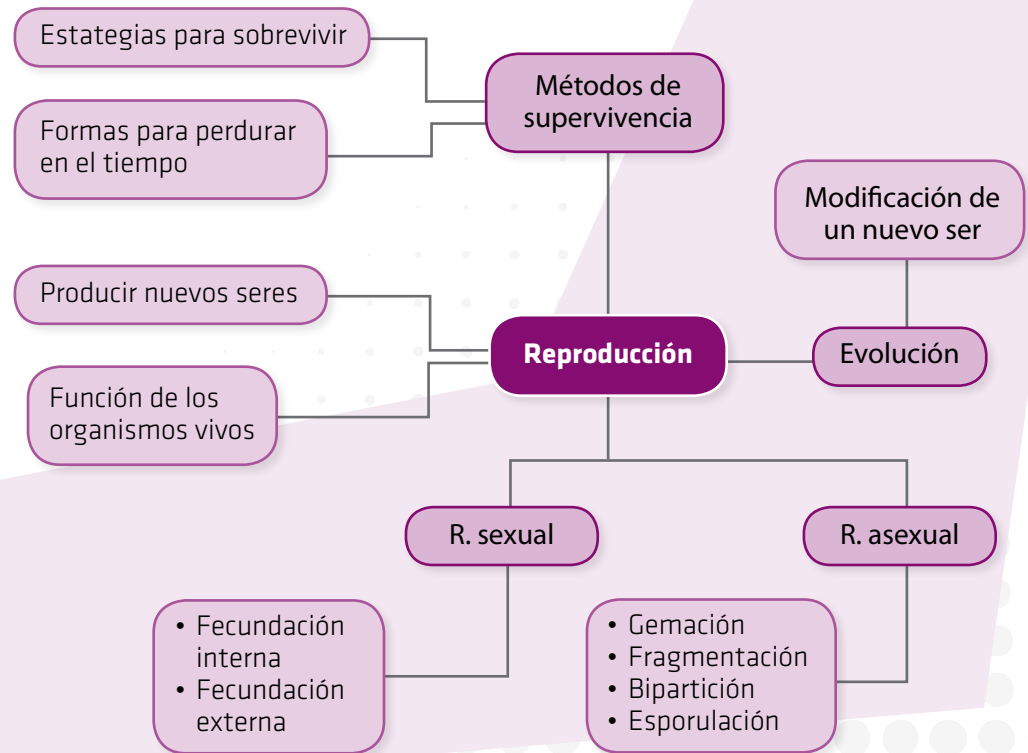 Estategias para sobrevivir
Métodos de
supervivencia
Formas para perdurar
en el tiempo
Modificación de
un nuevo ser
Producir nuevos seres
Reproducción
Evolución
Función de los
organismos vivos
R. sexual
R. asexual
• Fecundación
interna
• Fecundación
externa
• Gemación
• Fragmentación
• Bipartición
• Esporulación